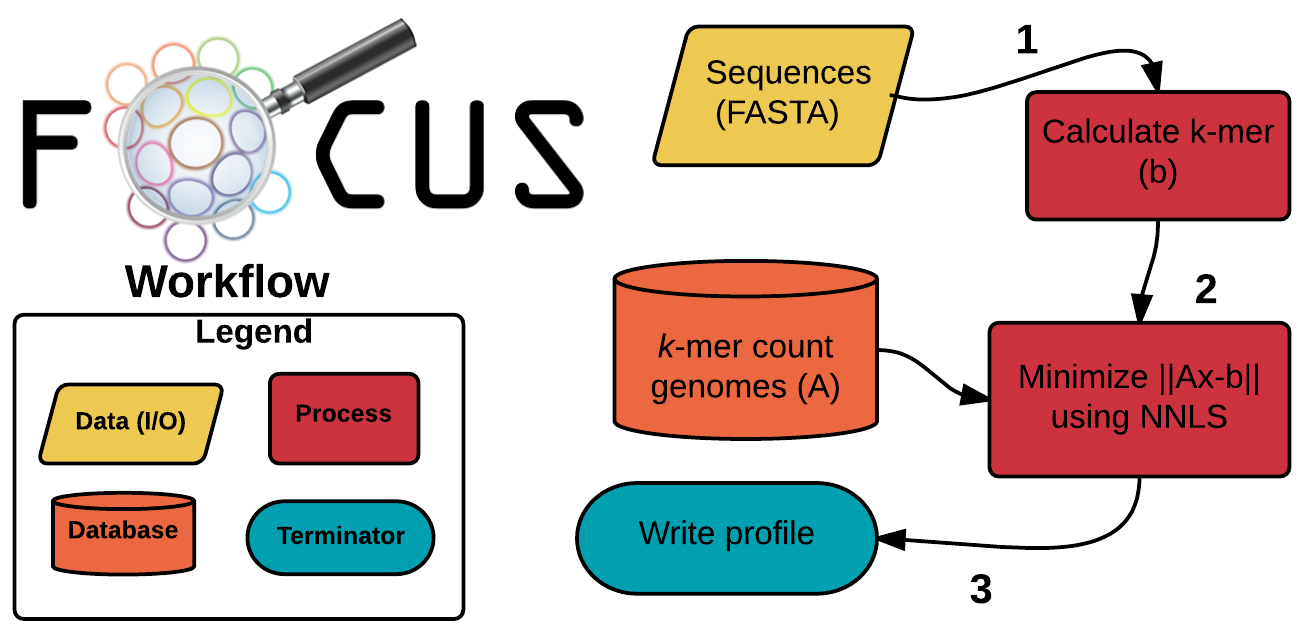 FOCUS
Workflow
Legend
Data (I/O)
Process
Database
Terminator
Sequences
(FASTA)
1
Calculate k-mer
(b)
2
k-mer count
genomes (A)
Minimize ||Ax-b||
using NNLS
Write profile
3